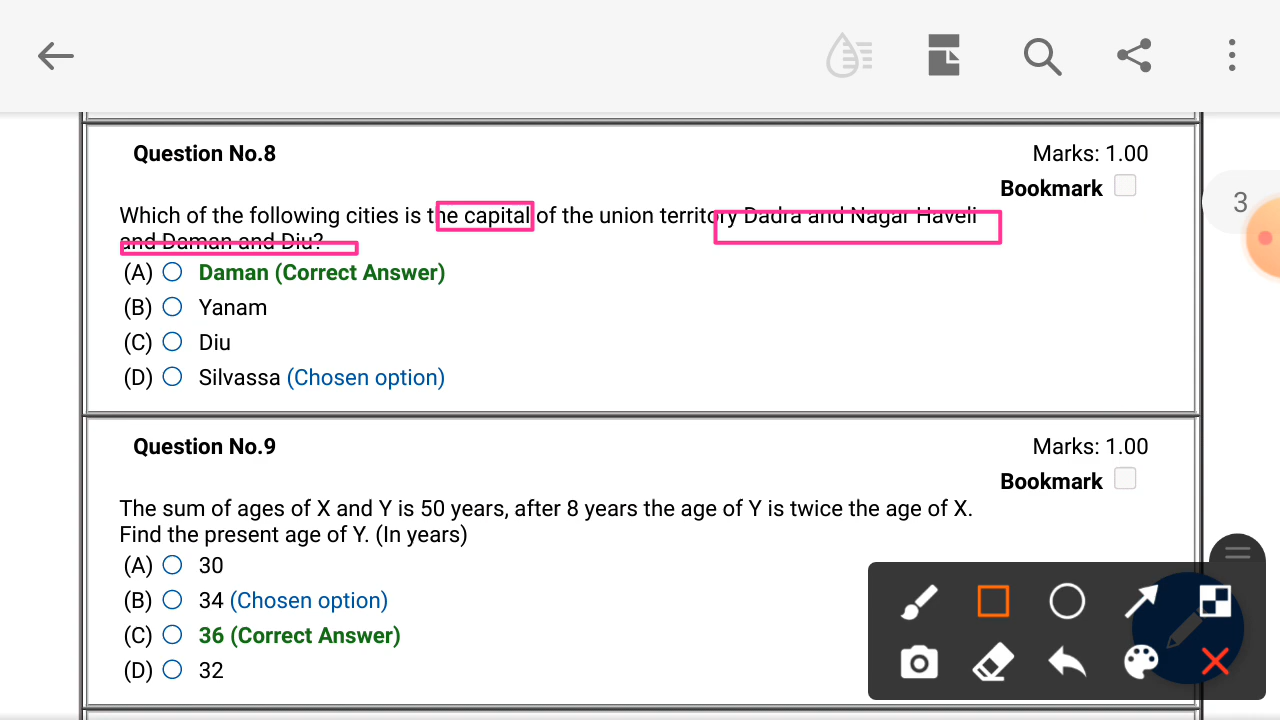 Question No.8
Marks: 1.00
Bookmark
Which of the following cities is the capital of the union territory Dadra and Nagar Haveli
and Daman and Diu?
(A) Daman (Correct Answer)
(B) Yanam
(C) Diu
(D) Silvassa (Chosen option)
3
Question No.9
Marks: 1.00
Bookmark
The sum of ages of X and Y is 50 years, after 8 years the age of Y is twice the age of X.
Find the present age of Y. (In years)
(A) 30
(B) 34 (Chosen option)
(C) 36 (Correct Answer)
(D) 32